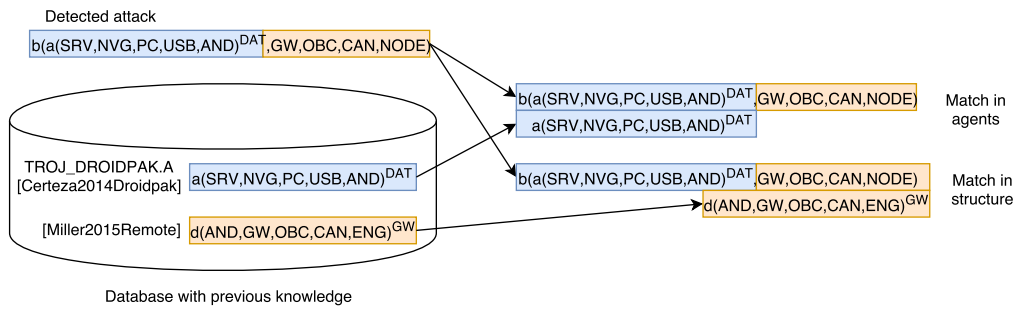 Detected attack
b(a(SRV,NVG,PC,USB,AND)^DAT,GW,OBC,CAN,NODE)
b(a(SRV,NVG,PC,USB,AND)^DAT,GW,OBC,CAN,NODE)
a(SRV,NVG,PC,USB,AND)^DAT
Match in
agents
TROJ_DROIDPAK.A
[Certeza2014Droidpak]
a(SRV,NVG,PC,USB,AND)^DAT
b(a(SRV,NVG,PC,USB,AND)^DAT,GW,OBC,CAN,NODE)
d(AND,GW,OBC,CAN,ENG)^GW
Match in
structure
[Miller2015Remote]
d(AND,GW,OBC,CAN,ENG)^GW
Database with previous knowledge